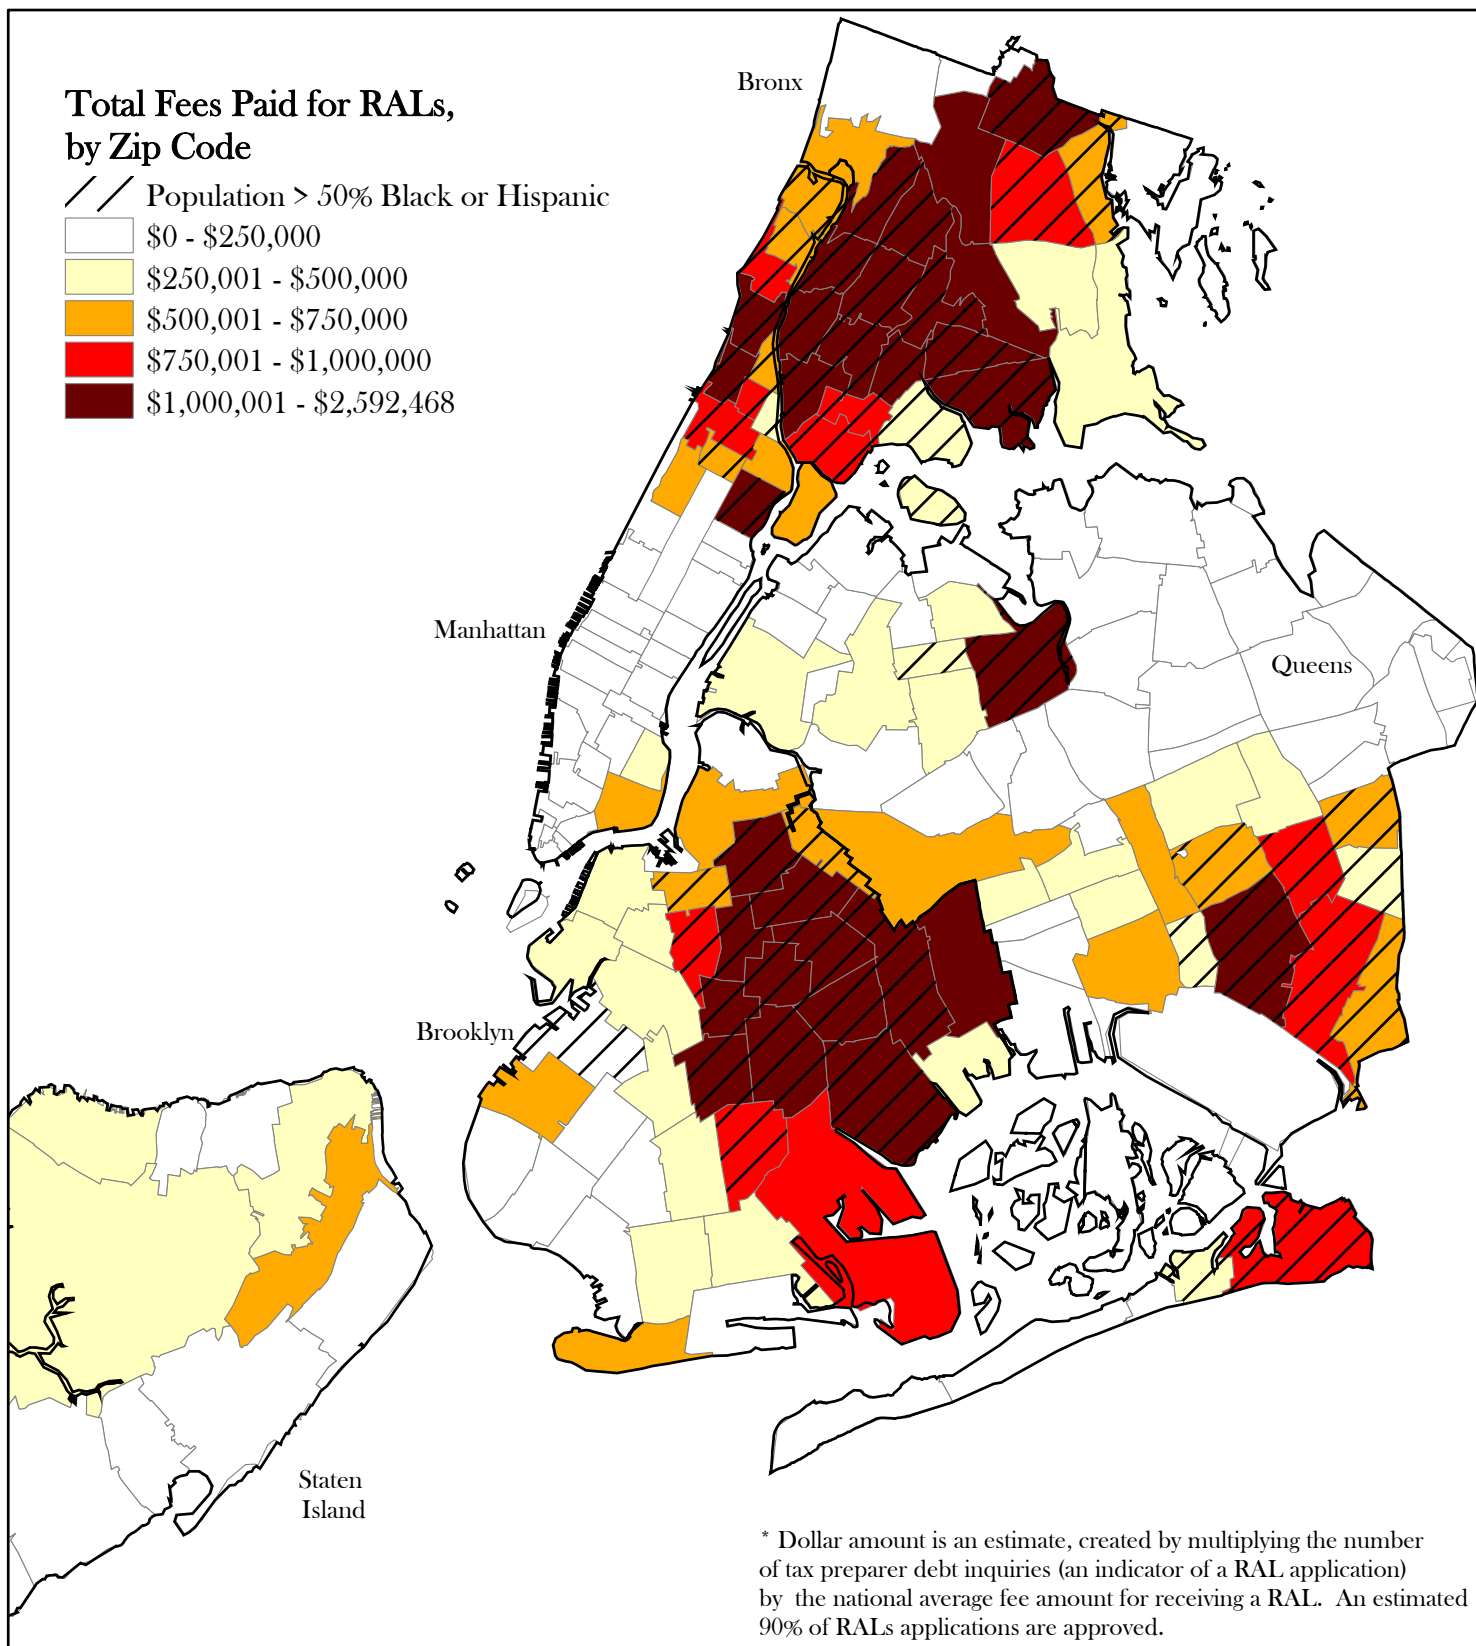 Total Fees Paid for RALs,
by Zip Code
Population > 50% Black or Hispanic
$0 - $250,000
$250,001 - $500,000
$500,001 - $750,000
$750,001 - $1,000,000
$1,000,001 - $2,592,468
Bronx
Manhattan
Queens
Brooklyn
Staten
Island
* Dollar amount is an estimate, created by multiplying the number
of tax preparer debt inquiries (an indicator of a RAL application)
by the national average fee amount for receiving a RAL. An estimated
90% of RALs applications are approved.